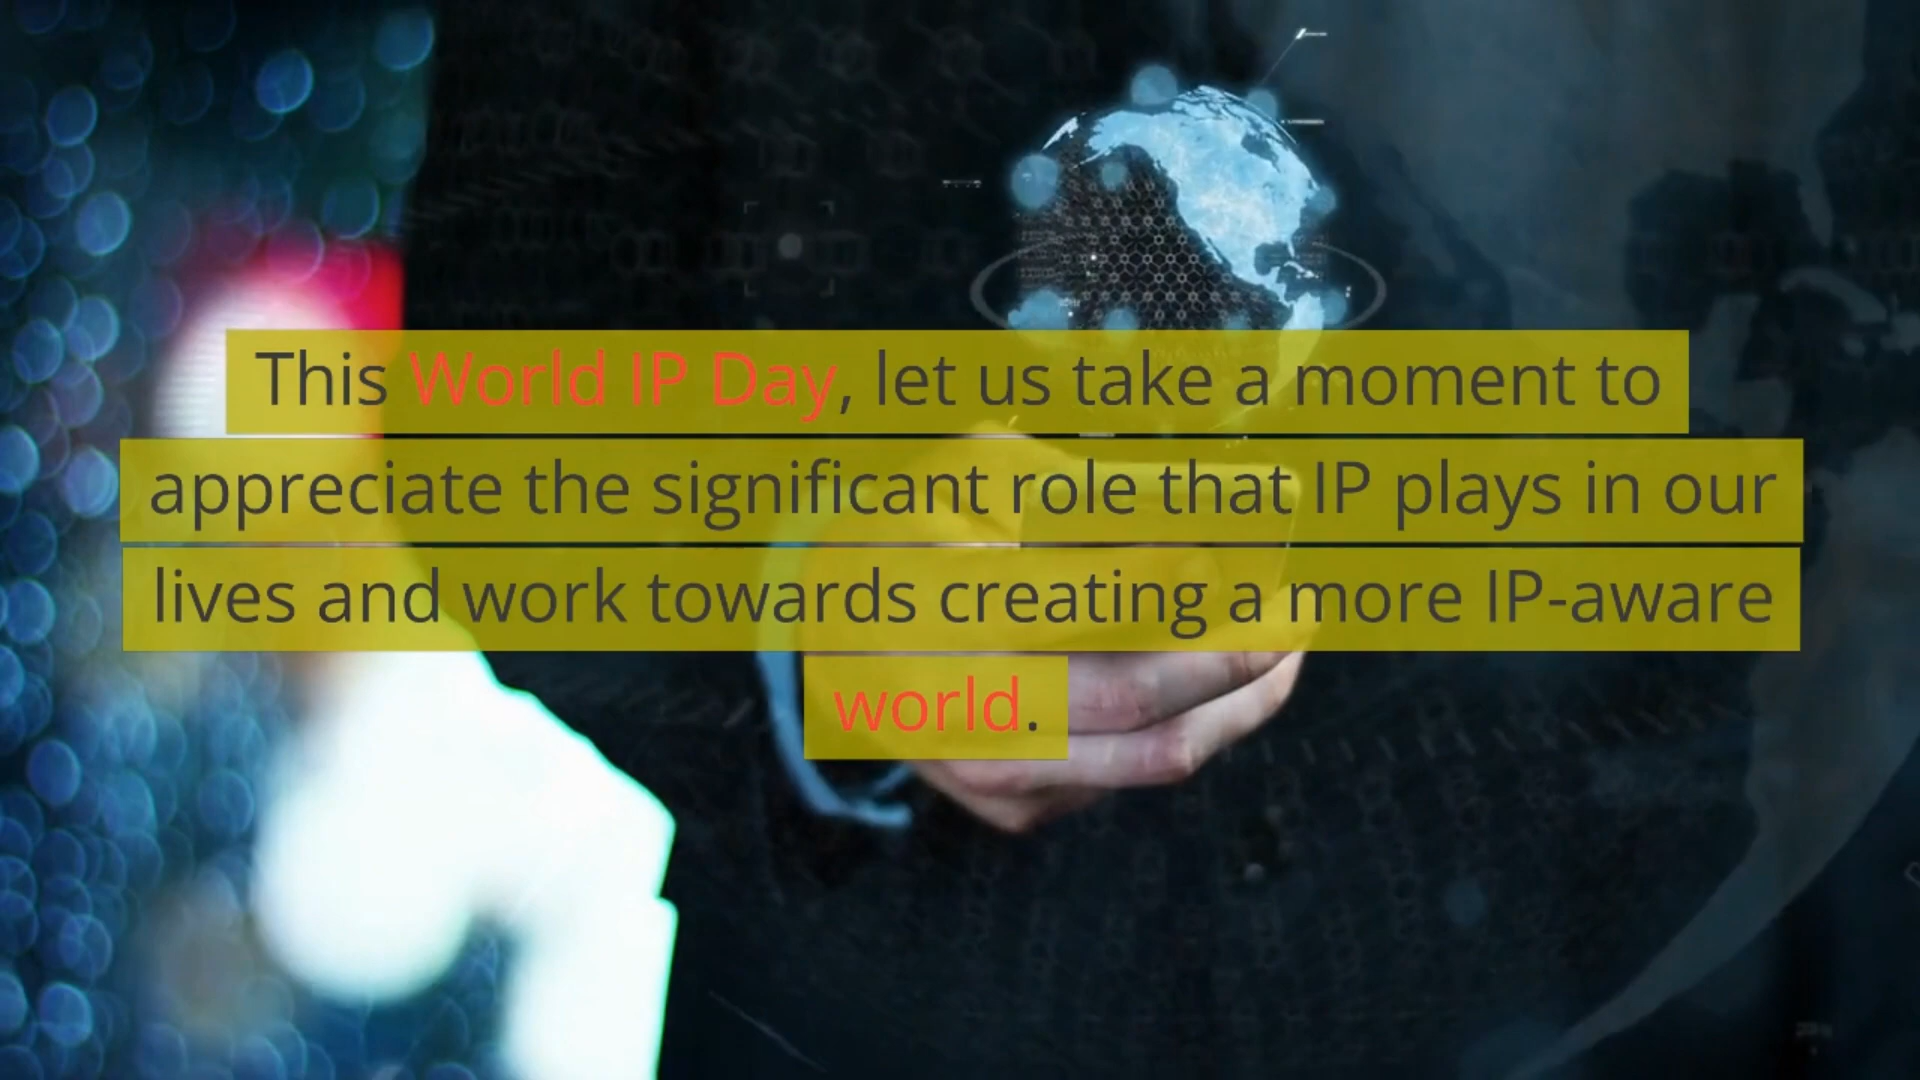 This World IP Day, let us take a moment to
appreciate the significant role that IP plays in our
lives and work towards creating a more IP-aware
world.